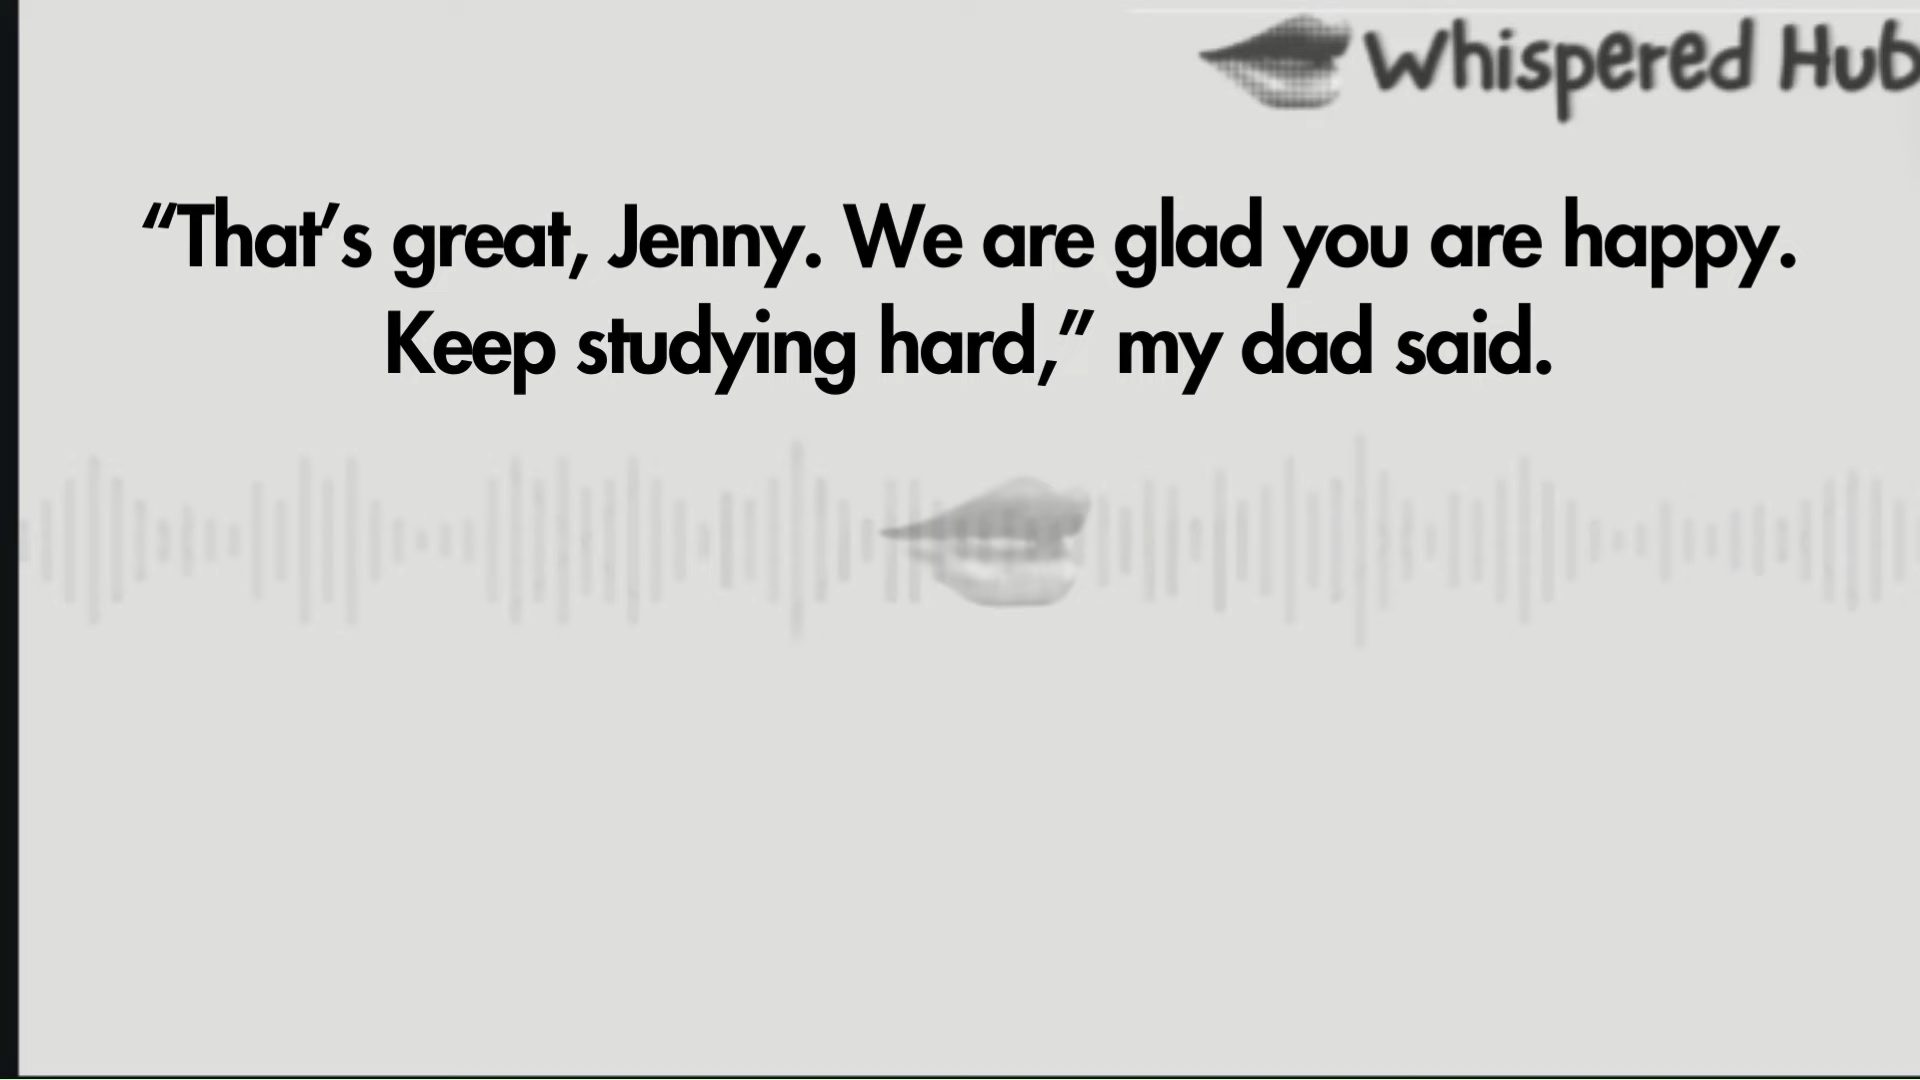 Whispered Hub
“That’s great, Jenny. We are glad you are happy.
Keep studying hard,” my dad said.